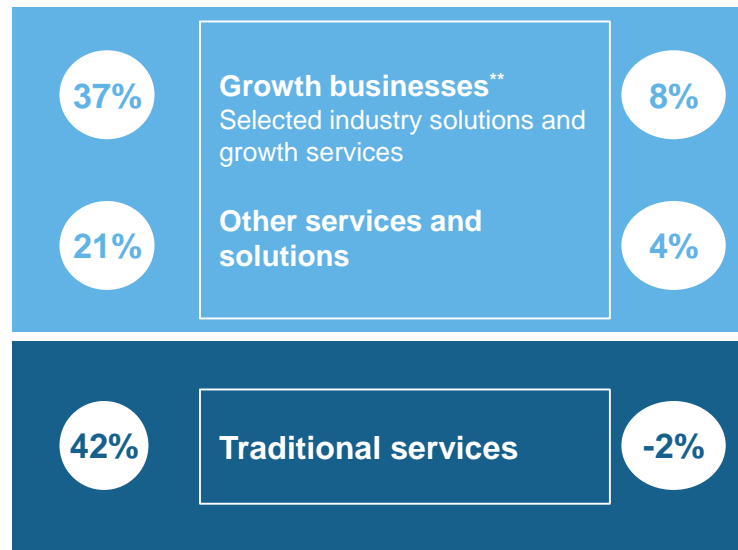 37%
Growth businesses**
Selected industry solutions and
growth services
8%
21%
Other services and
solutions
4%
42%
Traditional services
-2%